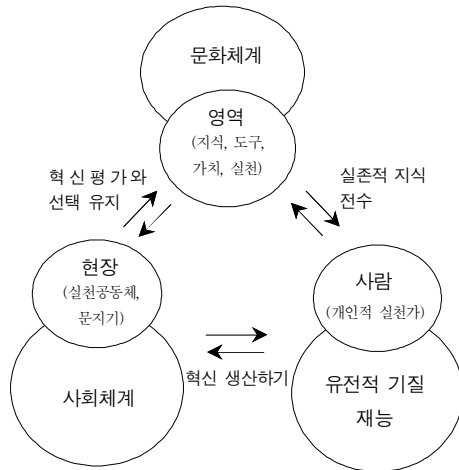 문화체계
영역
(지식, 도구,
가치, 실천)
혁신평가와
선택 유지
실존적 지식
전수
현장
(실천공동체,
문지기)
사회체계
사람
(개인적 실천가)
유전적 기질
재능
혁신 생산하기